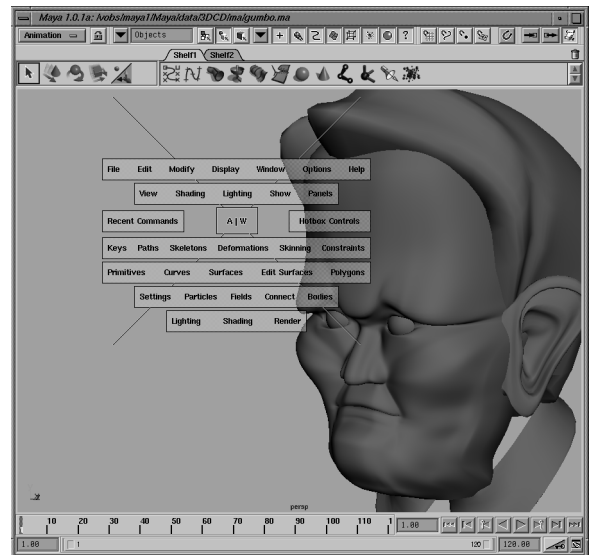 Maya 1.0.1a: /vobs/maya1/Maya/data/3DCD/ma/gumbo.ma
Animation Objects ?
Shelf1 Shelf2
File Edit Modify Display Window Options Help
View Shading Lighting Show Panels
Recent Commands A | W Hotbox Controls
Keys Paths Skeletons Deformations Skinning Constraints
Primitives Curves Surfaces Edit Surfaces Polygons
Settings Particles Fields Connect Bodies
Lighting Shading Render
persp
10 20 30 40 50 60 70 80 90 100 110 1 1.00
1.00 1 120 120.00